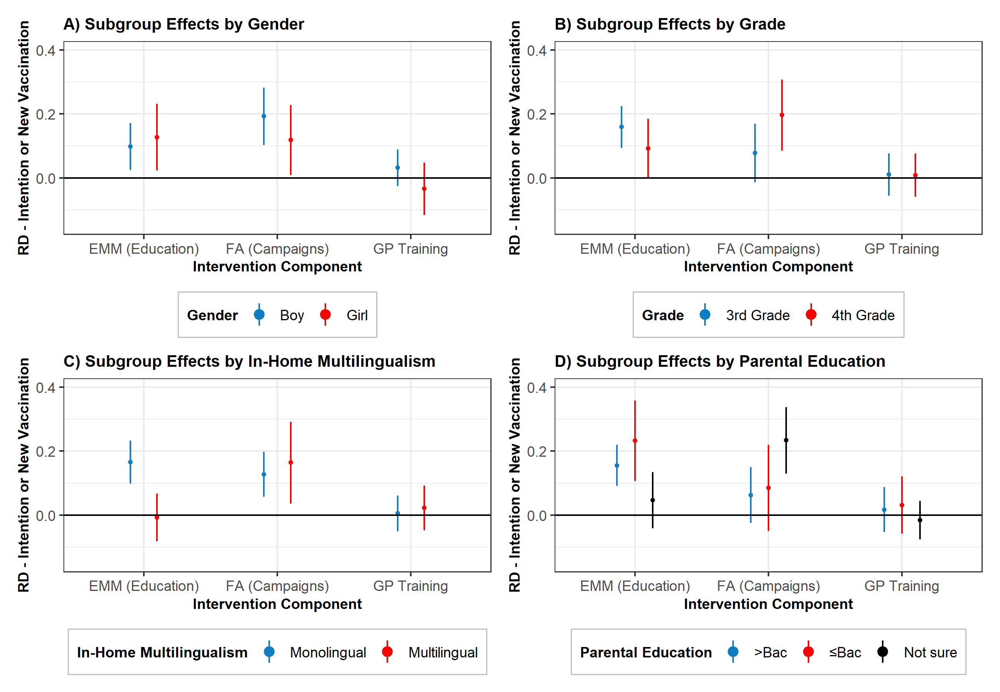 A) Subgroup Effects by Gender
RD - Intention or New Vaccination
0.4
0.2
0.0
EMM (Education) FA (Campaigns) GP Training
Intervention Component
Gender Boy Girl
B) Subgroup Effects by Grade
RD - Intention or New Vaccination
0.4
0.2
0.0
EMM (Education) FA (Campaigns) GP Training
Intervention Component
Grade 3rd Grade 4th Grade
C) Subgroup Effects by In-Home Multilingualism
RD - Intention or New Vaccination
0.4
0.2
0.0
EMM (Education) FA (Campaigns) GP Training
Intervention Component
In-Home Multilingualism Monolingual Multilingual
D) Subgroup Effects by Parental Education
RD - Intention or New Vaccination
0.4
0.2
0.0
EMM (Education) FA (Campaigns) GP Training
Intervention Component
Parental Education >Bac ≤Bac Not sure